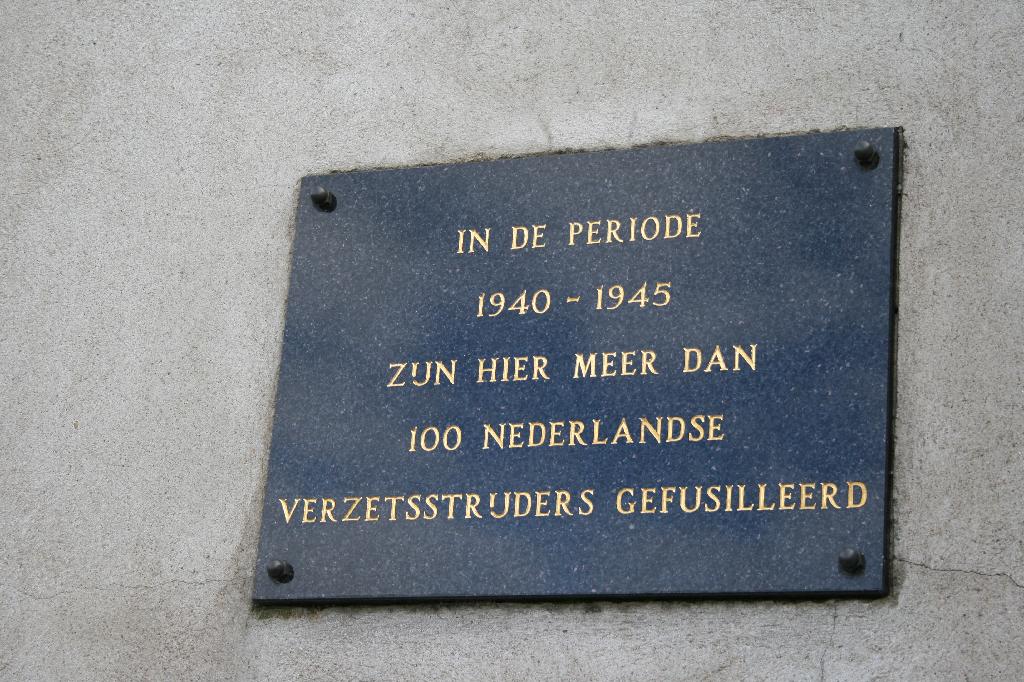 IN DE PERIODE
1940 - 1945
ZIJN HIER MEER DAN
100 NEDERLANDSE
VERZETSSTRIJDERS GEFUSILLEERD